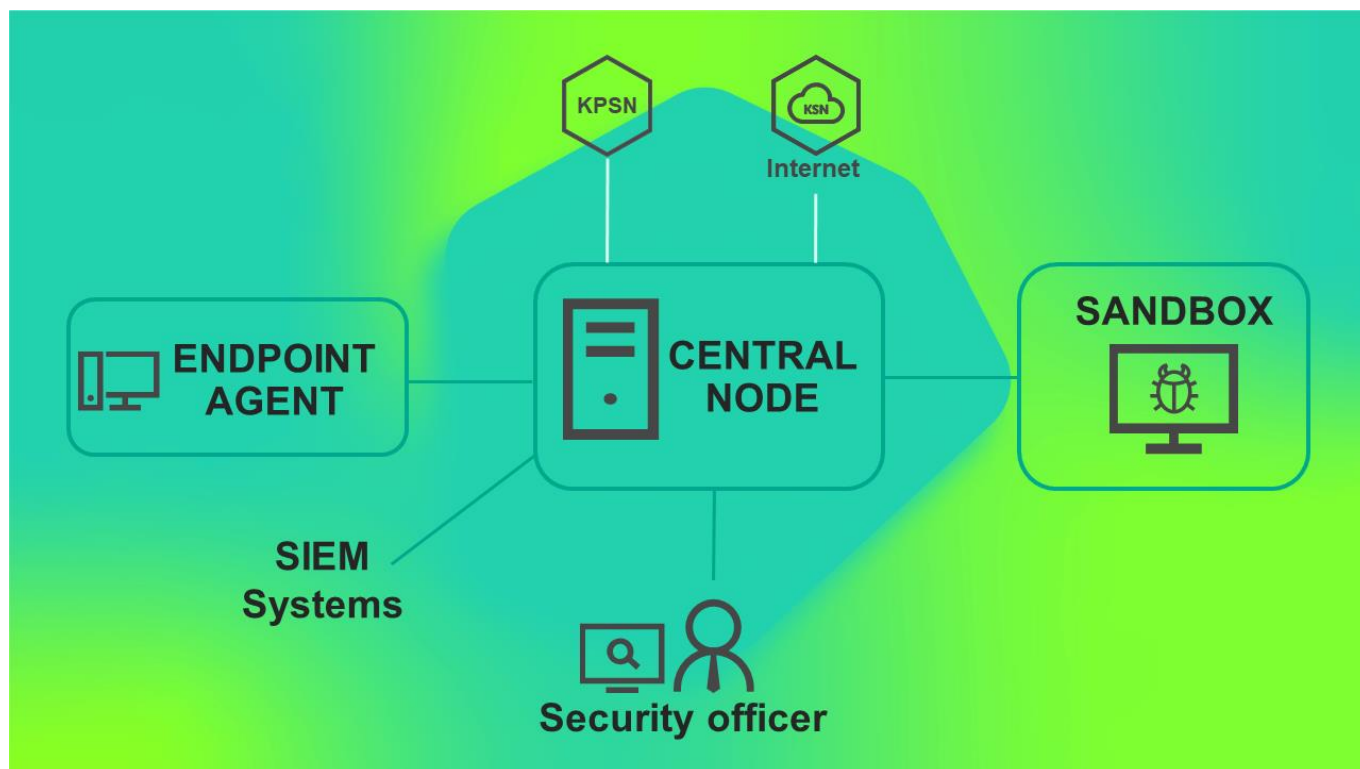 KPSN
KSN
Internet
ENDPOINT
AGENT
CENTRAL
NODE
SANDBOX
SIEM
Systems
Security officer